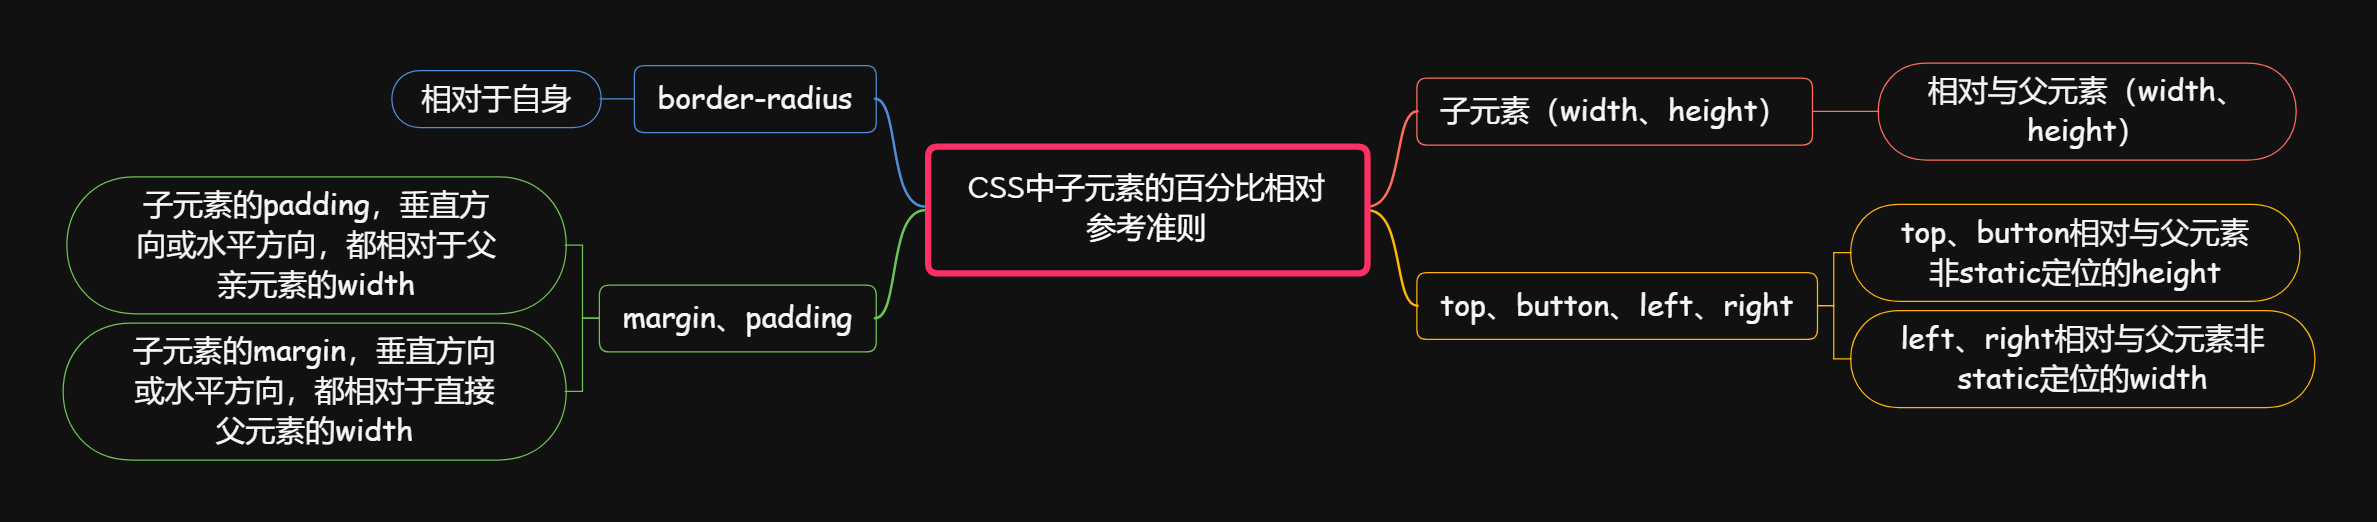 CSS中子元素的百分比相对
参考准则
border-radius
相对于自身
margin、padding
子元素的padding，垂直方
向或水平方向，都相对于父
亲元素的width
子元素的margin，垂直方向
或水平方向，都相对于直接
父元素的width
子元素（width、height）
相对与父元素（width、
height）
top、button、left、right
top、button相对与父元素
非static定位的height
left、right相对与父元素非
static定位的width